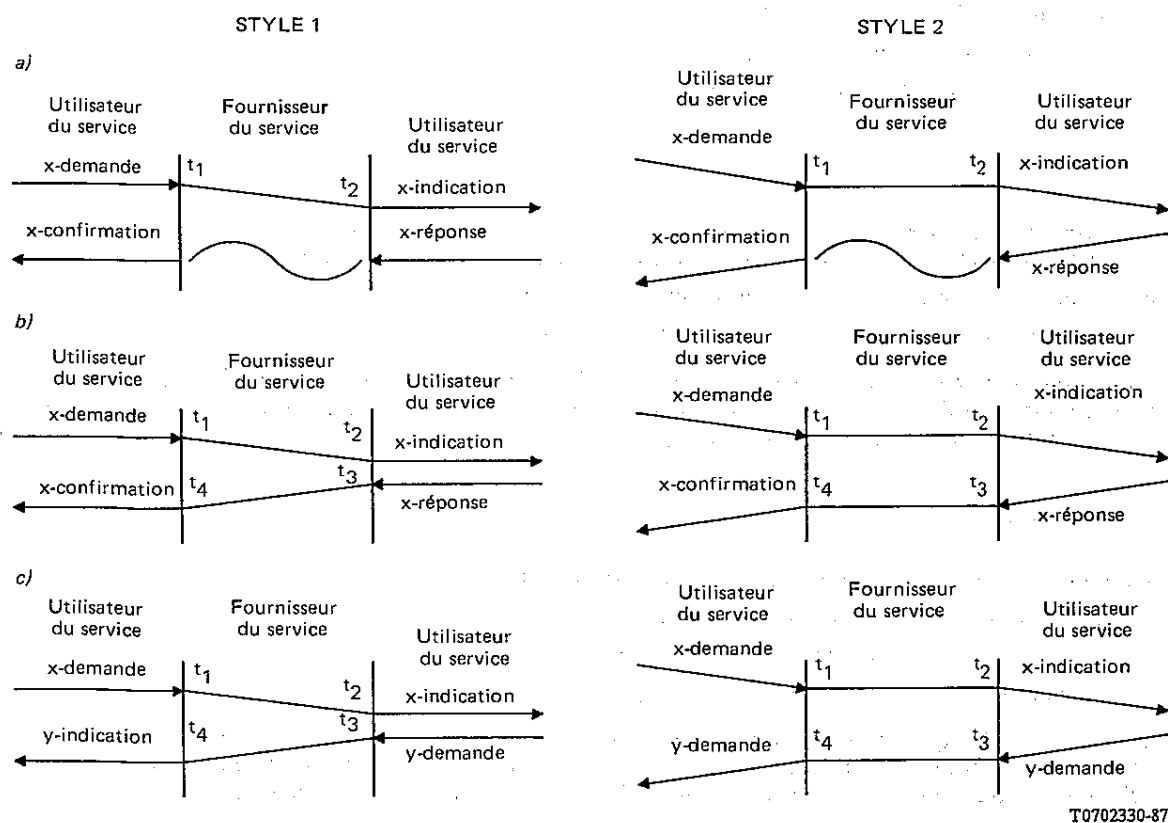 STYLE 1
STYLE 2
a)
Utilisateur
du service
Fournisseur
du service
Utilisateur
du service
x-demande
t1
t2
x-indication
x-confirmation
x-réponse
Utilisateur
du service
Fournisseur
du service
Utilisateur
du service
x-demande
t1
t2
x-indication
x-confirmation
x-réponse
b)
Utilisateur
du service
Fournisseur
du service
Utilisateur
du service
x-demande
t1
t2
x-indication
x-confirmation
t4
t3
x-réponse
Utilisateur
du service
Fournisseur
du service
Utilisateur
du service
x-demande
t1
t2
x-indication
x-confirmation
t4
t3
x-réponse
c)
Utilisateur
du service
Fournisseur
du service
Utilisateur
du service
x-demande
t1
t2
x-indication
y-indication
t4
t3
y-demande
Utilisateur
du service
Fournisseur
du service
Utilisateur
du service
x-demande
t1
t2
x-indication
y-demande
t4
t3
y-demande
T0702330-87